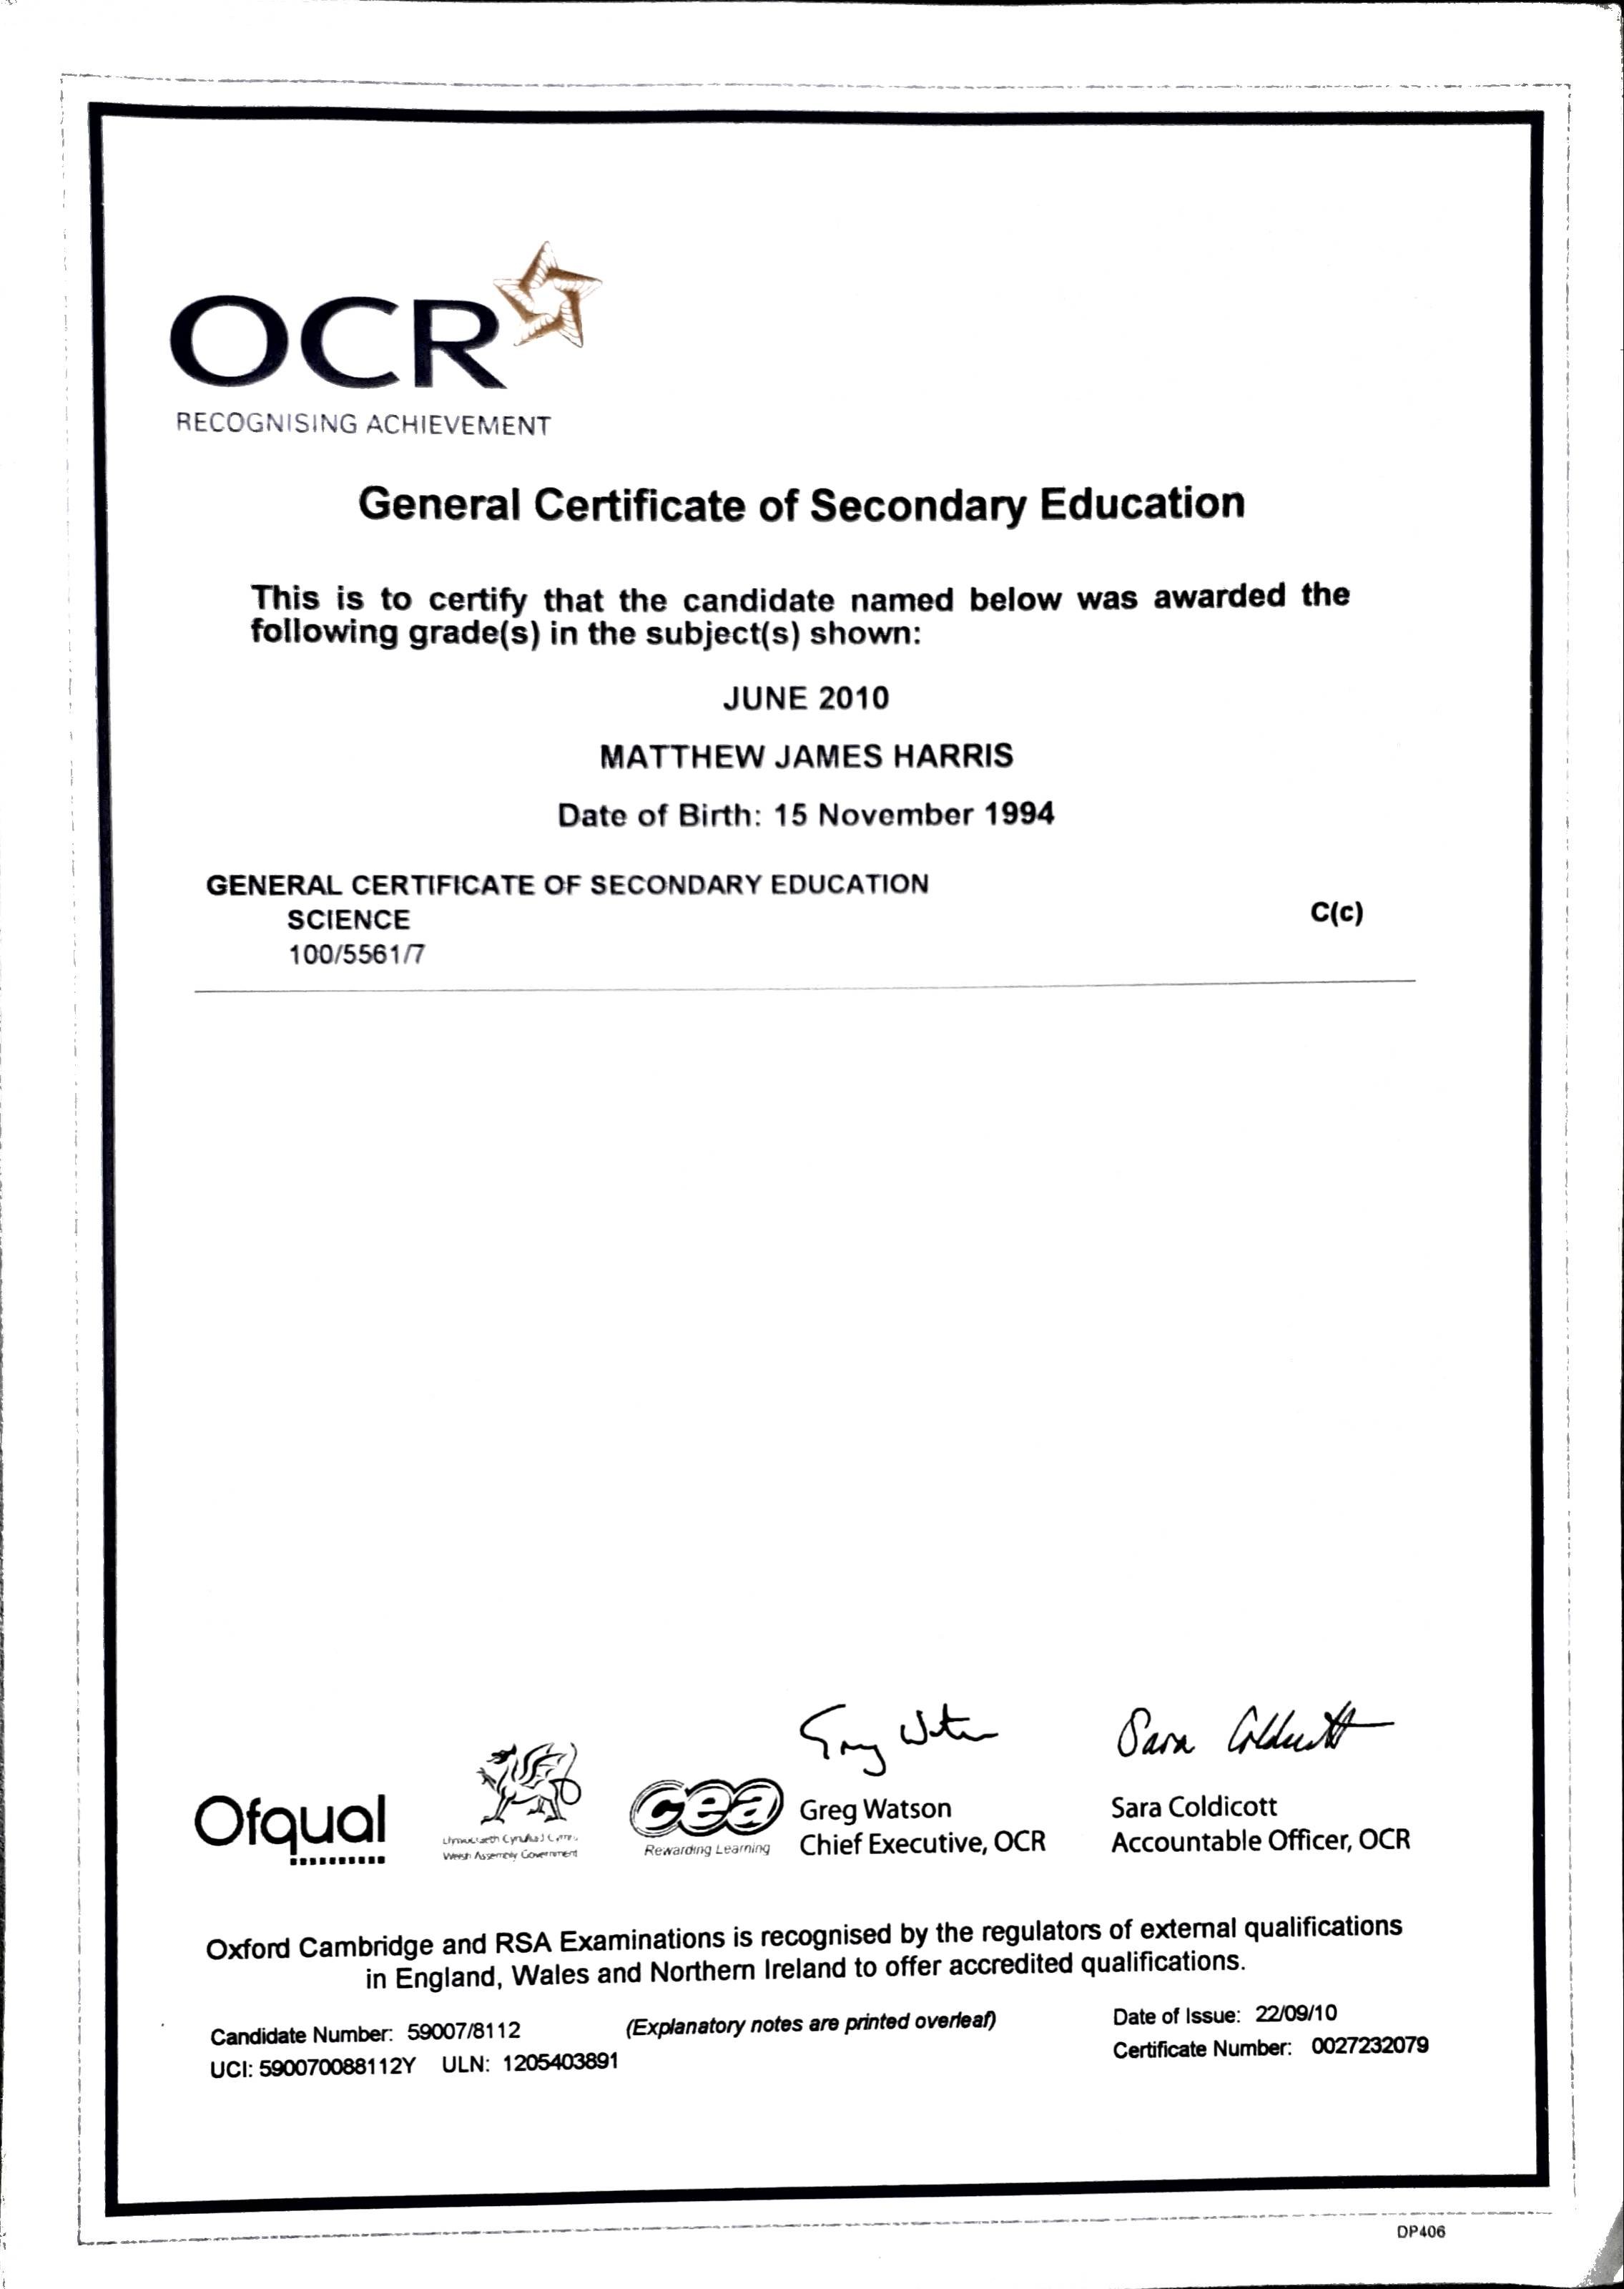 OCR
RECOGNISING ACHIEVEMENT
General Certificate of Secondary Education
This is to certify that the candidate named below was awarded the
following grade(s) in the subject(s) shown:
JUNE 2010
MATTHEW JAMES HARRIS
Date of Birth: 15 November 1994
GENERAL CERTIFICATE OF SECONDARY EDUCATION
SCIENCE C(c)
100/5561/7
Greg Watson Sara Coldicott
Ofqual
Welsh Assembly Government
cea
Rewarding Learning
Greg Watson
Chief Executive, OCR
Sara Coldicott
Accountable Officer, OCR
Oxford Cambridge and RSA Examinations is recognised by the regulators of external qualifications
in England, Wales and Northern Ireland to offer accredited qualifications.
Candidate Number: 59007/8112 (Explanatory notes are printed overleaf) Date of Issue: 22/09/10
UCI: 590070088112Y ULN: 1205403891 Certificate Number: 0027232079
DP406